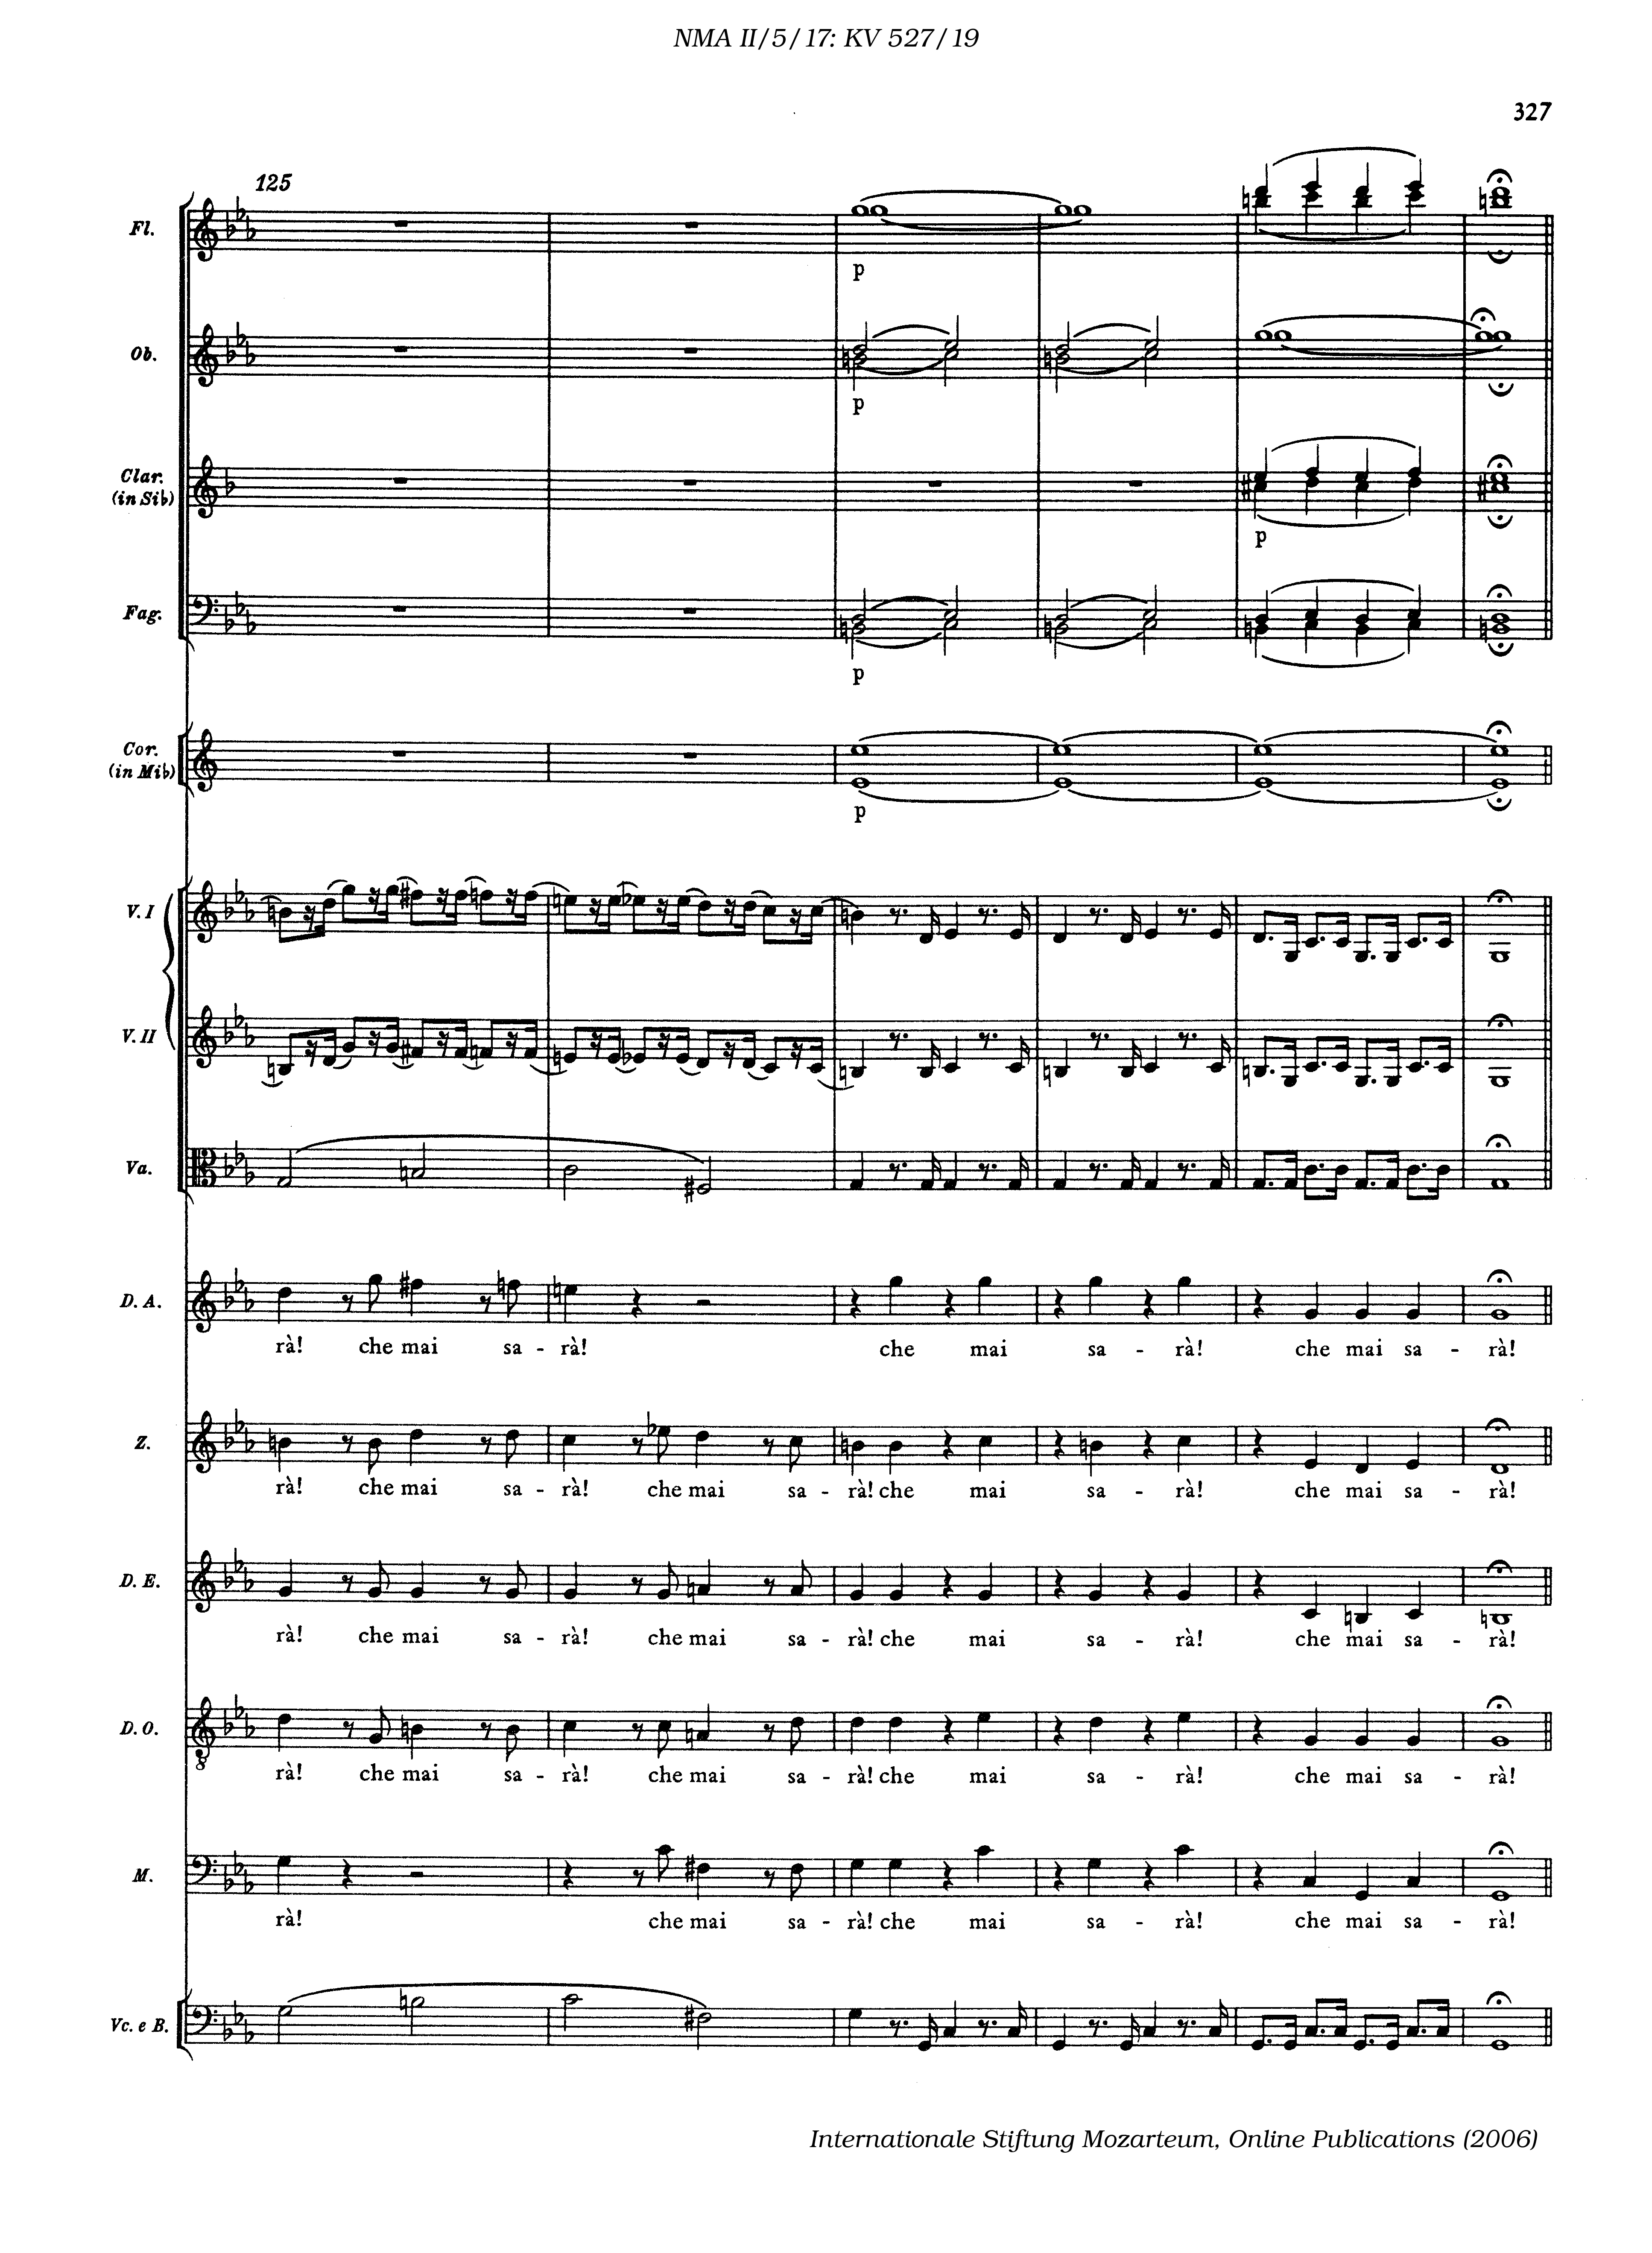 NMA II/5/17: KV 527/19
327
125
Fl.
p
Ob.
p
Clar.
(in Sib)
p
Fag.
p
Cor.
(in Mib)
p
V. I
V. II
Va.
D. A.
rà! che mai sa - rà! che mai sa - rà! che mai sa - rà!
Z.
rà! che mai sa - rà! che mai sa - rà! che mai sa - rà! che mai sa - rà!
D. E.
rà! che mai sa - rà! che mai sa - rà! che mai sa - rà! che mai sa - rà!
D. O.
8
rà! che mai sa - rà! che mai sa - rà! che mai sa - rà! che mai sa - rà!
M.
rà! che mai sa - rà! che mai sa - rà! che mai sa - rà!
Vc. e B.
Internationale Stiftung Mozarteum, Online Publications (2006)